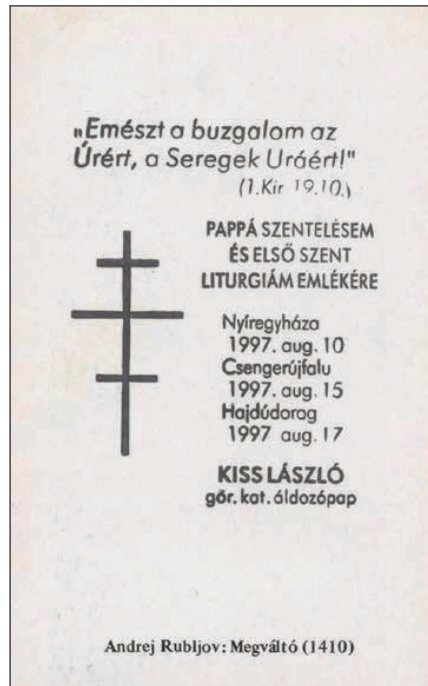 „Emészt a buzgalom az
Úrért, a Seregek Uráért!"
(1.Kir 19.10.)
PAPPÁ SZENTELÉSEM
ÉS ELSŐ SZENT
LITURGIÁM EMLÉKÉRE
Nyíregyháza
1997. aug. 10
Csengerújfalu
1997. aug. 15
Hajdúdorog
1997 aug. 17
KISS LÁSZLÓ
gör. kat. áldozópap
Andrej Rubljov: Megváltó (1410)